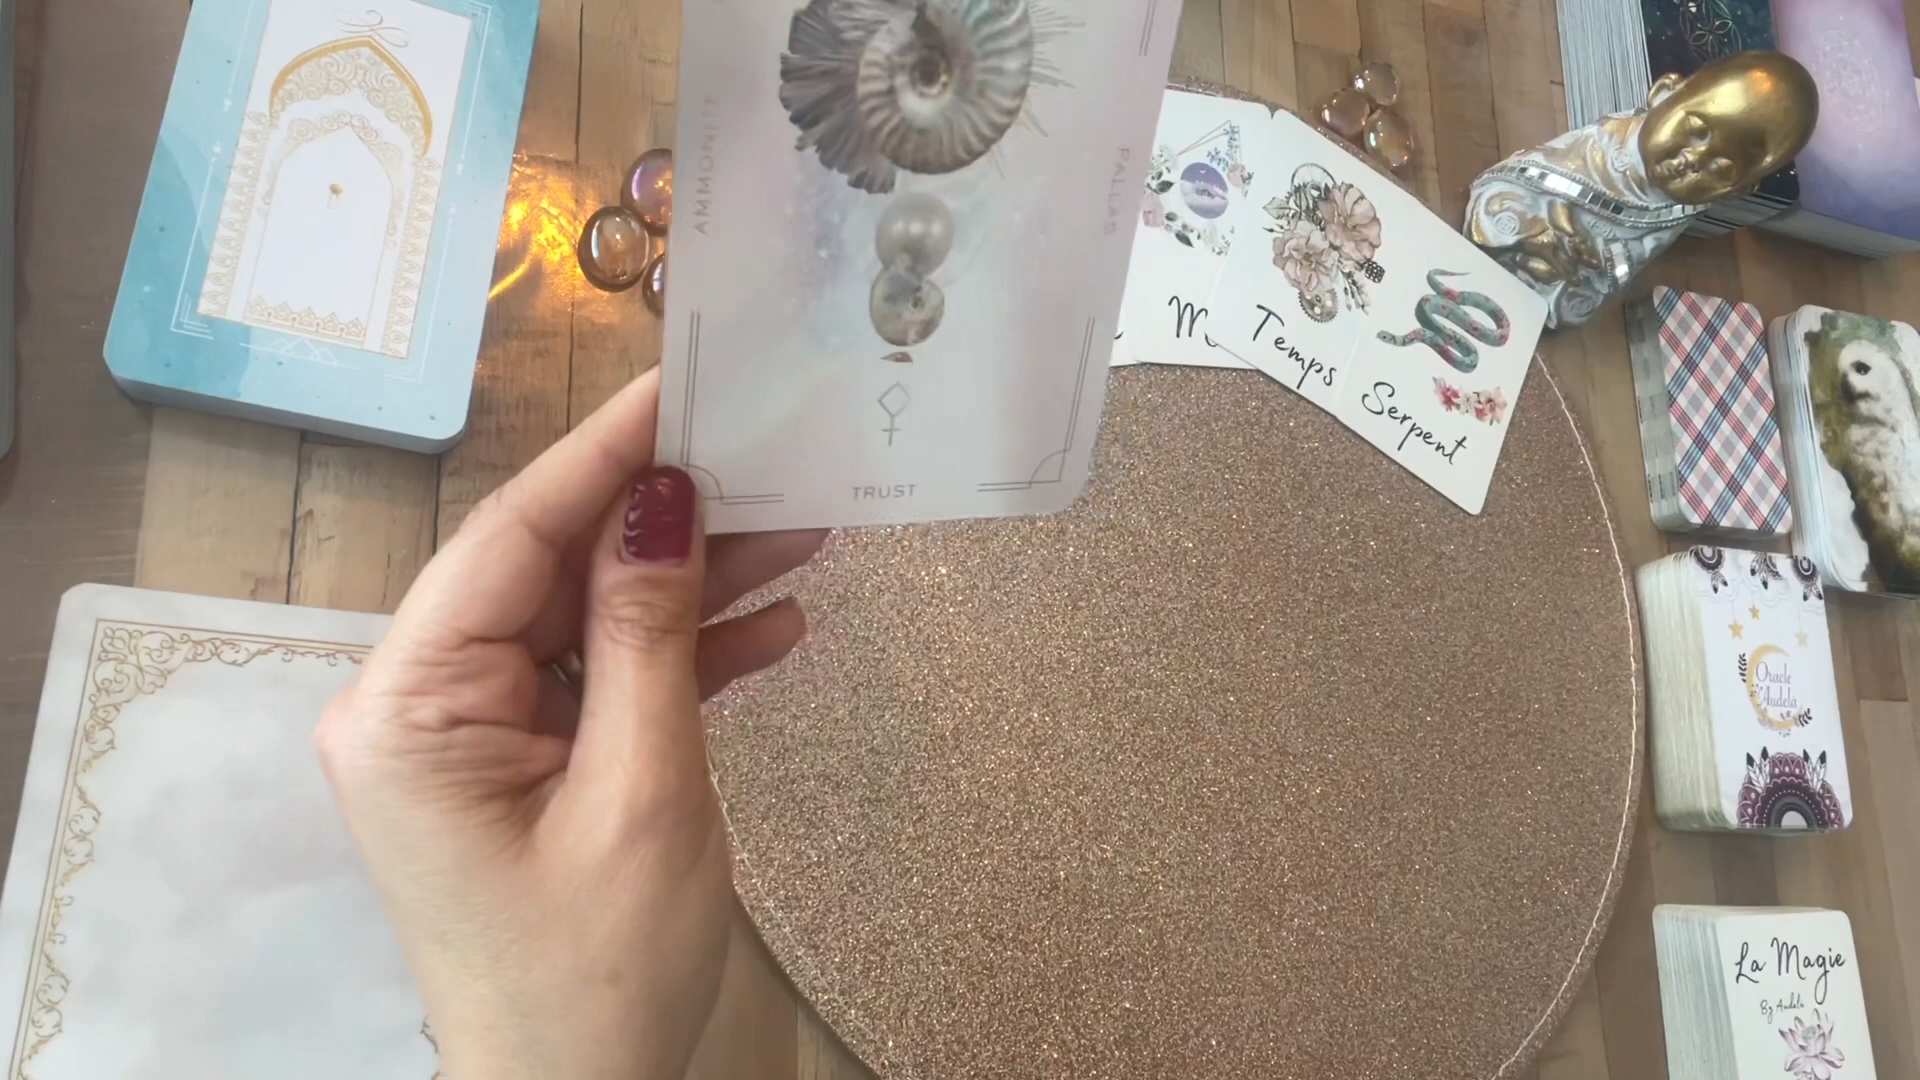 AMMONITE
PALLAS
TRUST
M
Temps
Serpent
Oracle
Audela
La Magie
By Audela